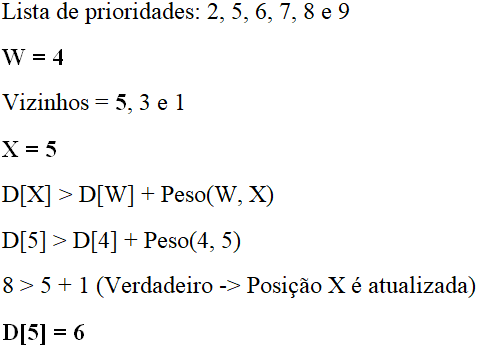 Lista de prioridades: 2, 5, 6, 7, 8 e 9
W = 4
Vizinhos = 5, 3 e 1
X = 5
D[X] > D[W] + Peso(W, X)
D[5] > D[4] + Peso(4, 5)
8 > 5 + 1 (Verdadeiro -> Posição X é atualizada)
D[5] = 6